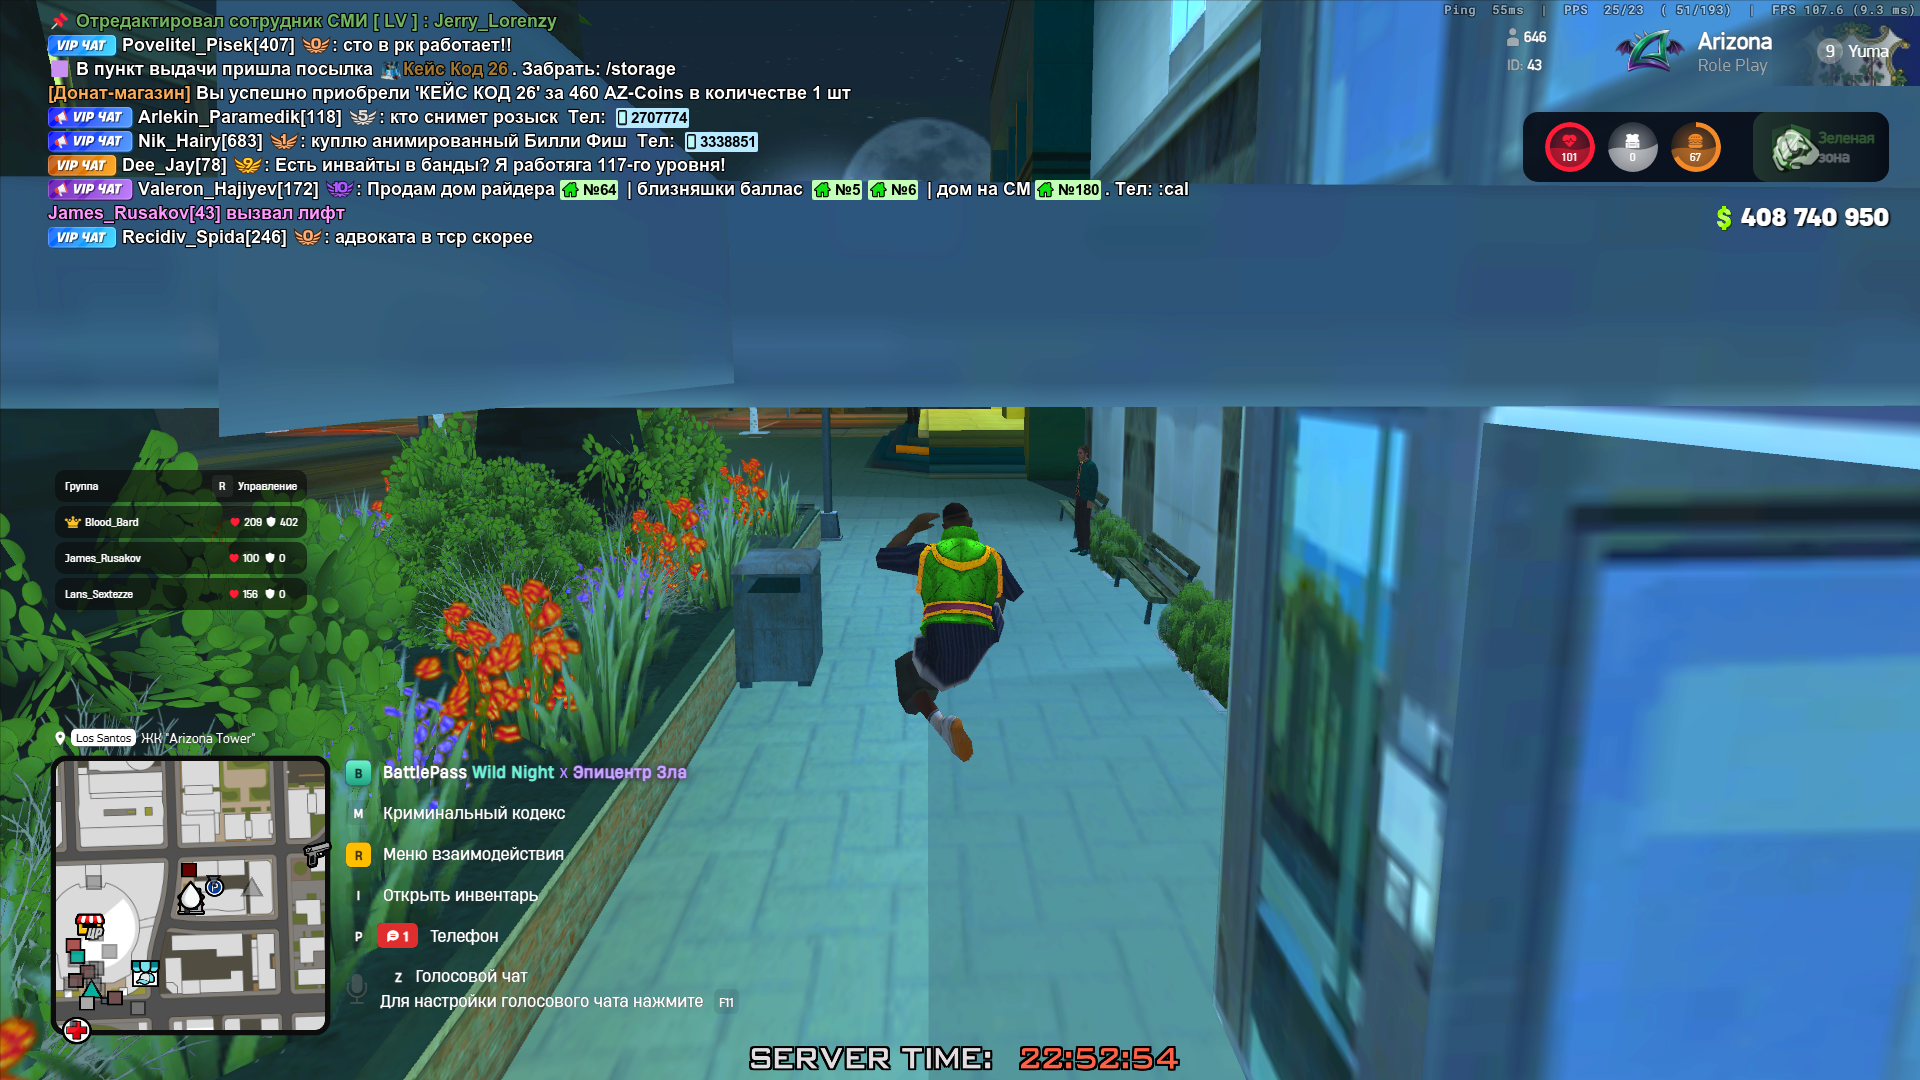 Ping 55ms | PPS 25/23 ( 51/193) | FPS 107.6 (9.3 ms)
Отредактировал сотрудник СМИ [ LV ] : Jerry_Lorenzy
VIP ЧАТ Povelitel_Pisek[407] 0 : сто в рк работает!!
В пункт выдачи пришла посылка Кейс Код 26 . Забрать: /storage
[Донат-магазин] Вы успешно приобрели 'КЕЙС КОД 26' за 460 AZ-Coins в количестве 1 шт
VIP ЧАТ Arlekin_Paramedik[118] 5 : кто снимет розыск Тел: 2707774
VIP ЧАТ Nik_Hairy[683] 1 : куплю анимированный Билли Фиш Тел: 3338851
VIP ЧАТ Dee_Jay[78] 9 : Есть инвайты в банды? Я работяга 117-го уровня!
VIP ЧАТ Valeron_Hajiyev[172] 10 : Продам дом райдера №64 | близняшки баллас №5 №6 | дом на СМ №180 . Тел: :cal
James_Rusakov[43] вызвал лифт
VIP ЧАТ Recidiv_Spida[246] 0 : адвоката в тср скорее
646
ID: 43
Arizona
Role Play
9 Yuma
101
0
67
Зеленая
зона
$ 408 740 950
Группа R Управление
Blood_Bard 209 402
James_Rusakov 100 0
Lans_Sextezze 156 0
Los Santos ЖК "Arizona Tower"
B BattlePass Wild Night x Эпицентр Зла
M Криминальный кодекс
R Меню взаимодействия
I Открыть инвентарь
P 1 Телефон
Z Голосовой чат
Для настройки голосового чата нажмите F11
SERVER TIME: 22:52:54